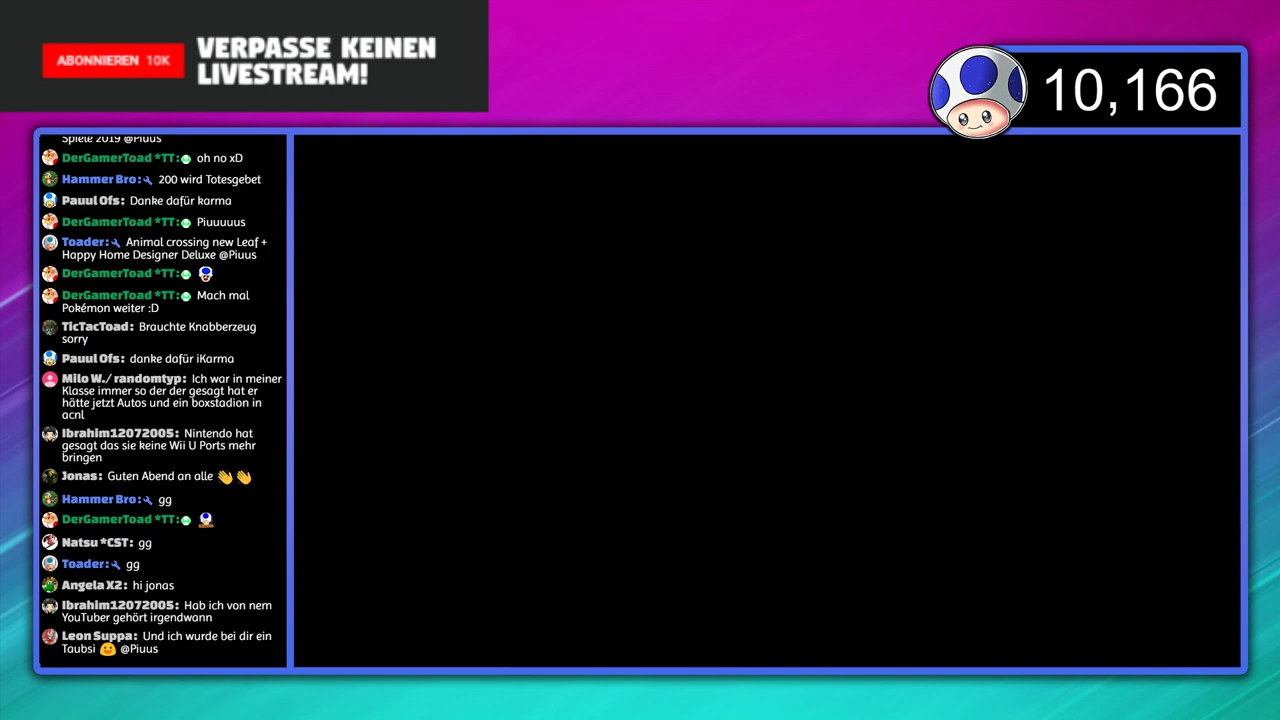 ABONNIEREN 10K
VERPASSE KEINEN
LIVESTREAM!
10,166
Spiele 2019 @Piuus
DerGamerToad *TT: oh no xD
Hammer Bro: 200 wird Totesgebet
Pauul Ofs: Danke dafür karma
DerGamerToad *TT: Piuuuuus
Toader: Animal crossing new Leaf +
Happy Home Designer Deluxe @Piuus
DerGamerToad *TT:
DerGamerToad *TT: Mach mal
Pokémon weiter :D
TicTacToad: Brauchte Knabberzeug
sorry
Pauul Ofs: danke dafür iKarma
Milo W./ randomtyp: Ich war in meiner
Klasse immer so der der gesagt hat er
hätte jetzt Autos und ein boxstadion in
acnl
Ibrahim12072005: Nintendo hat
gesagt das sie keine Wii U Ports mehr
bringen
Jonas: Guten Abend an alle 👋 👋
Hammer Bro: gg
DerGamerToad *TT:
Natsu *CST: gg
Toader: gg
Angela X2: hi jonas
Ibrahim12072005: Hab ich von nem
YouTuber gehört irgendwann
Leon Suppa: Und ich wurde bei dir ein
Taubsi @Piuus